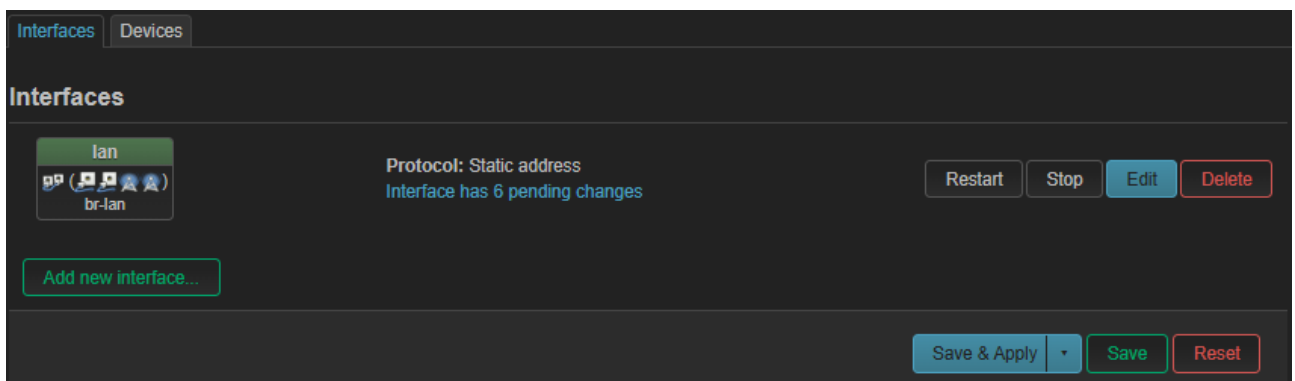 Interfaces Devices
Interfaces
lan
br-lan
Protocol: Static address
Interface has 6 pending changes
Restart Stop Edit Delete
Add new interface...
Save & Apply Save Reset